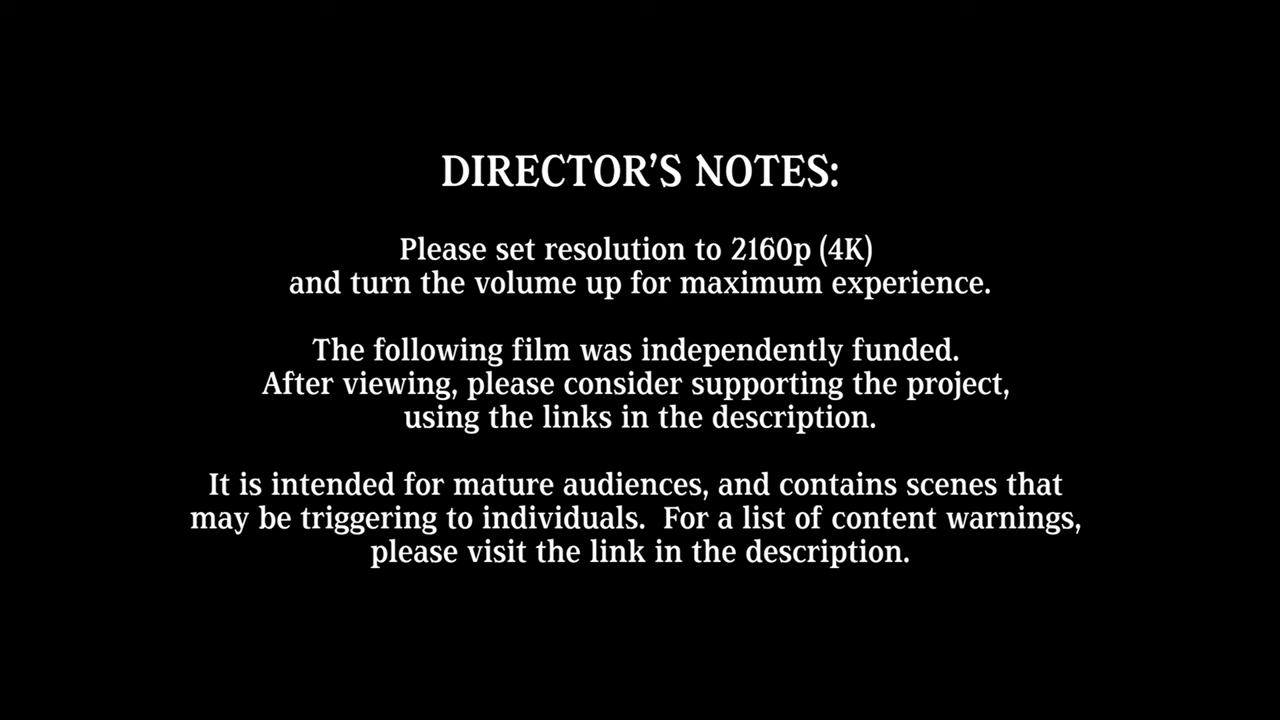 DIRECTOR'S NOTES:
Please set resolution to 2160p (4K)
and turn the volume up for maximum experience.
The following film was independently funded.
After viewing, please consider supporting the project,
using the links in the description.
It is intended for mature audiences, and contains scenes that
may be triggering to individuals.  For a list of content warnings,
please visit the link in the description.